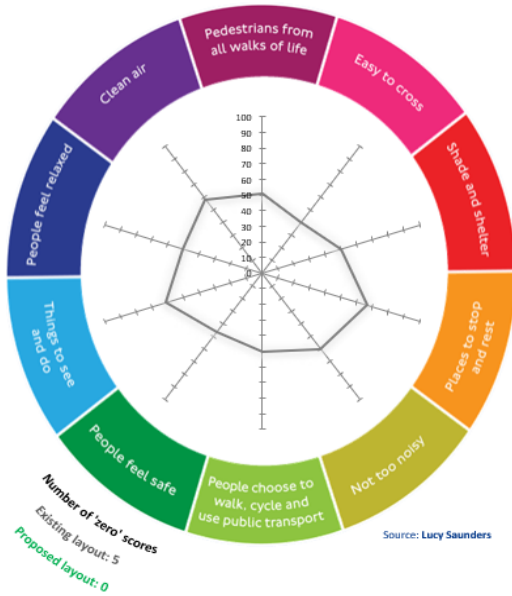 Pedestrians from
all walks of life
Easy to cross
Shade and shelter
Places to stop
and rest
Not too noisy
People choose to
walk, cycle and
use public transport
People feel safe
Things to see
and do
People feel relaxed
Clean air
100
90
80
70
60
50
40
30
20
10
0
Number of 'zero' scores
Existing layout: 5
Proposed layout: 0
Source: Lucy Saunders